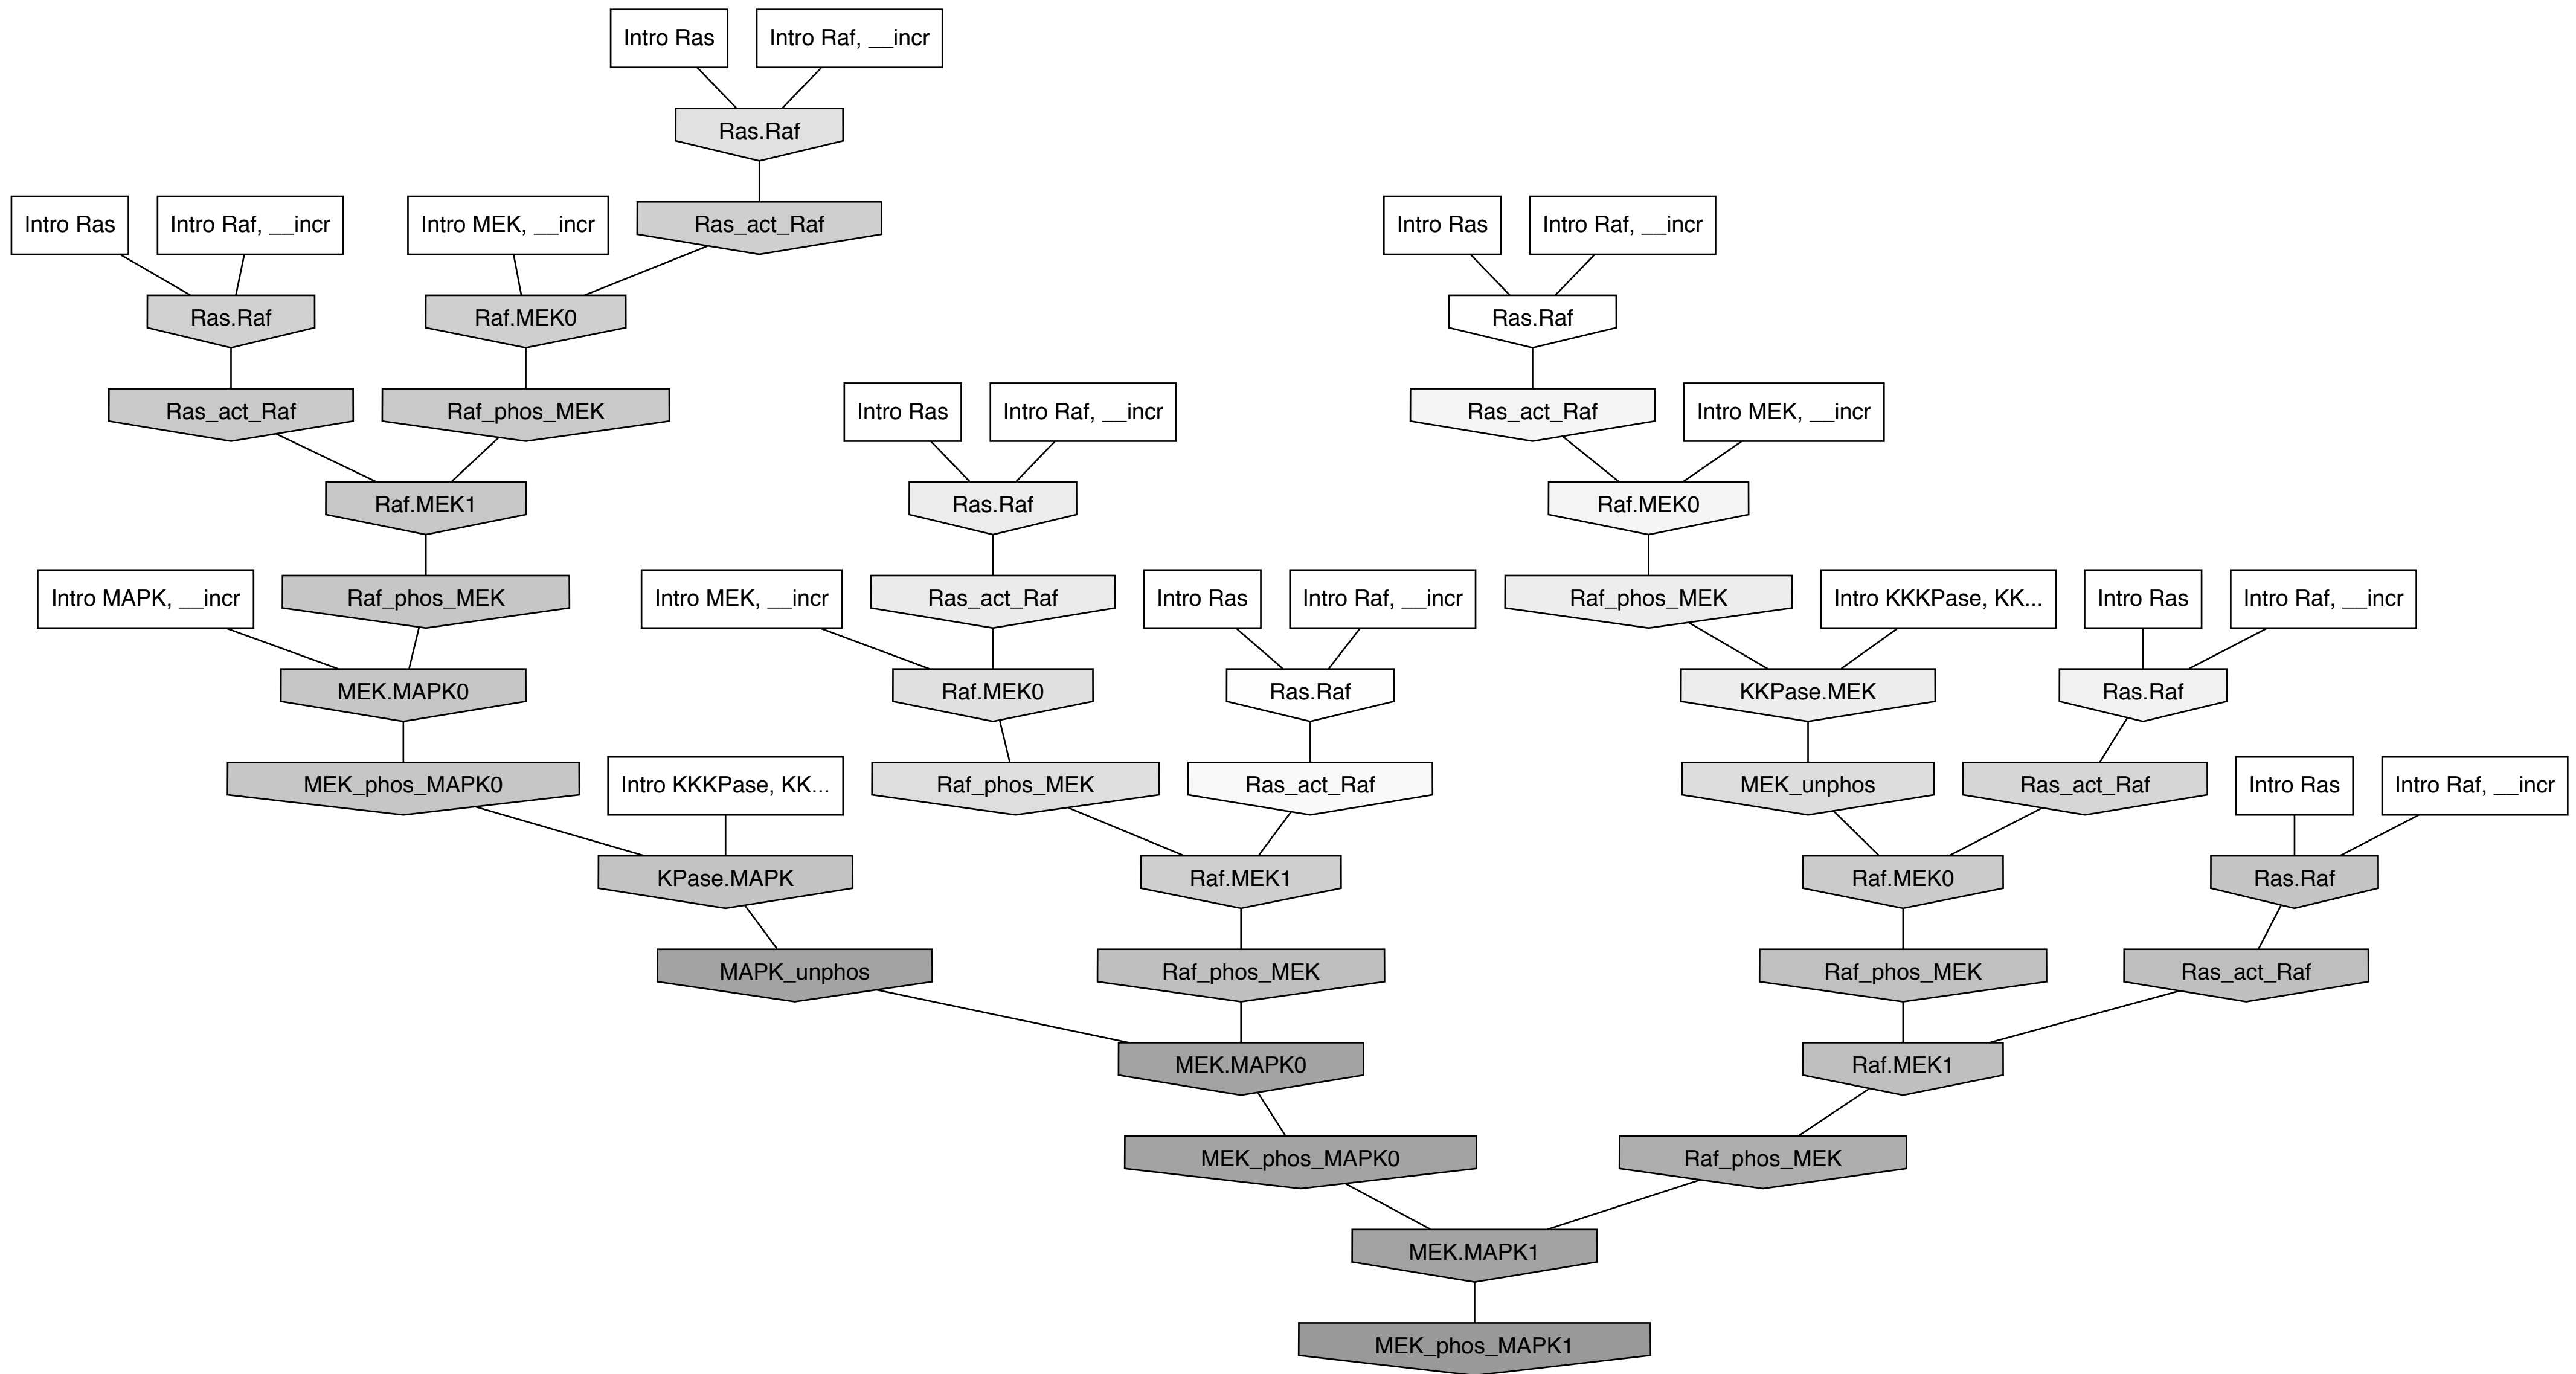 Intro Ras
Intro Raf, __incr
Ras.Raf
Intro Ras
Intro Raf, __incr
Intro MEK, __incr
Ras_act_Raf
Intro Ras
Intro Raf, __incr
Ras.Raf
Raf.MEK0
Ras.Raf
Ras_act_Raf
Raf_phos_MEK
Intro Ras
Intro Raf, __incr
Ras_act_Raf
Intro MEK, __incr
Raf.MEK1
Ras.Raf
Raf.MEK0
Intro MAPK, __incr
Raf_phos_MEK
Intro MEK, __incr
Ras_act_Raf
Intro Ras
Intro Raf, __incr
Raf_phos_MEK
Intro KKKPase, KK...
Intro Ras
Intro Raf, __incr
MEK.MAPK0
Raf.MEK0
Ras.Raf
KKPase.MEK
Ras.Raf
MEK_phos_MAPK0
Intro KKKPase, KK...
Raf_phos_MEK
Ras_act_Raf
MEK_unphos
Ras_act_Raf
Intro Ras
Intro Raf, __incr
KPase.MAPK
Raf.MEK1
Raf.MEK0
Ras.Raf
MAPK_unphos
Raf_phos_MEK
Raf_phos_MEK
Ras_act_Raf
MEK.MAPK0
Raf.MEK1
MEK_phos_MAPK0
Raf_phos_MEK
MEK.MAPK1
MEK_phos_MAPK1